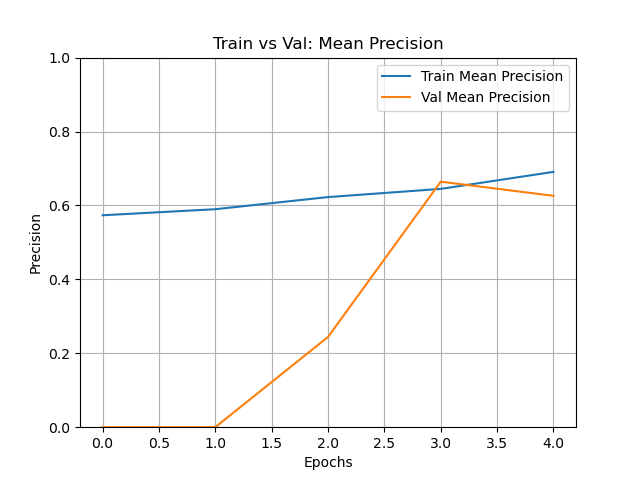 Train vs Val: Mean Precision
Train Mean Precision
Val Mean Precision
1.0
0.8
0.6
0.4
0.2
0.0
Precision
0.0 0.5 1.0 1.5 2.0 2.5 3.0 3.5 4.0
Epochs